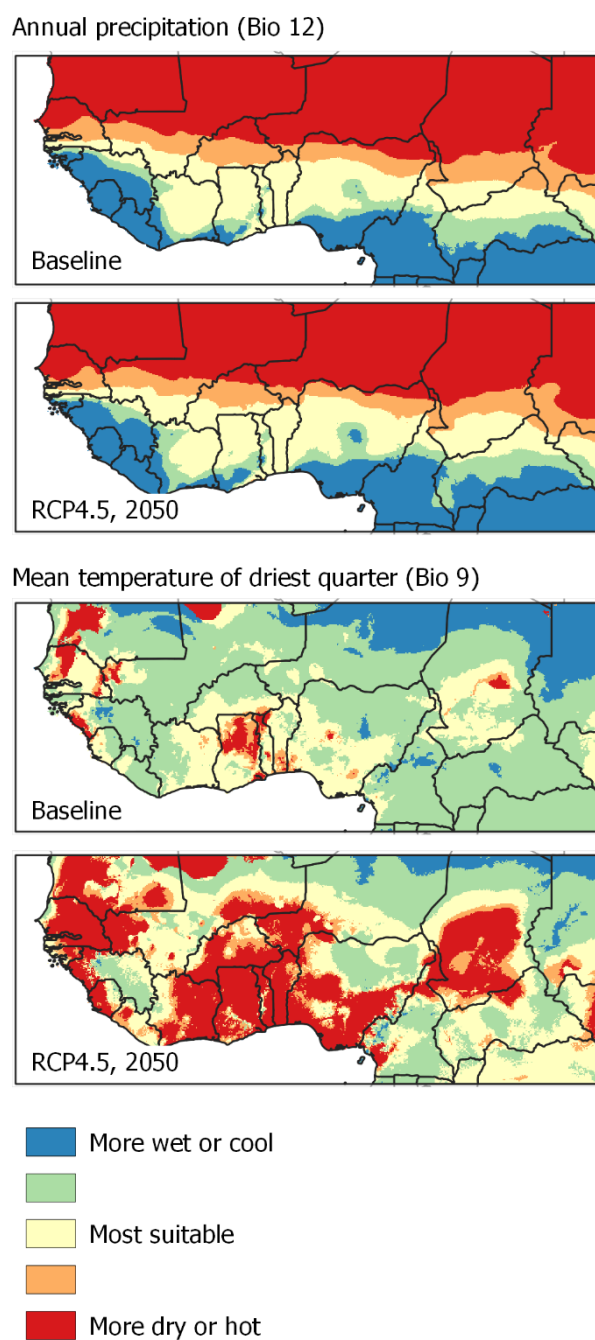 Annual precipitation (Bio 12)
Baseline
RCP4.5, 2050
Mean temperature of driest quarter (Bio 9)
Baseline
RCP4.5, 2050
More wet or cool
Most suitable
More dry or hot